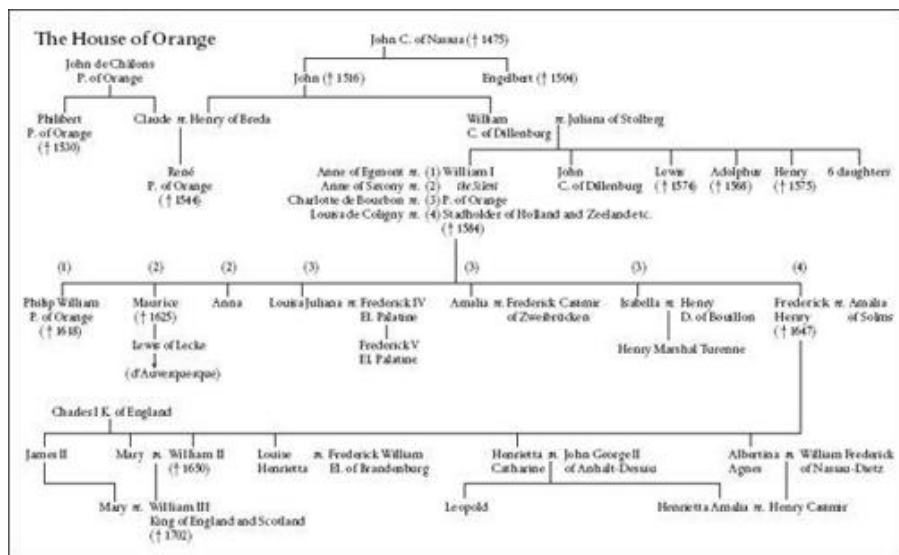 The House of Orange
John C. of Nassau († 1475)
John de Châlons
P. of Orange
John († 1516)
Engelbert († 1504)
Philibert
P. of Orange
(† 1530)
Claude m. Henry of Breda
William
C. of Dillenburg
m. Juliana of Stolberg
René
P. of Orange
(† 1544)
Anne of Egmont m. (1) William I
Anne of Saxony m. (2) the Silent
Charlotte de Bourbon m. (3) P. of Orange
Louisa de Coligny m. (4) Stadholder of Holland and Zeeland etc.
(† 1584)
John
C. of Dillenburg
Lewis
(† 1574)
Adolphus
(† 1568)
Henry
(† 1575)
6 daughters
(1) (2) (2) (3) (3) (3) (4)
Philip William
P. of Orange
(† 1618)
Maurice
(† 1625)
Lewis of Lecke
(d'Auverquerque)
Anna
Louisa Juliana m. Frederick IV
El. Palatine
Frederick V
El. Palatine
Amalia m. Frederick Casimir
of Zweibrücken
Isabella m. Henry
D. of Bouillon
Henry Marshal Turenne
Frederick
Henry
(† 1647)
m. Amalia
of Solms
Charles I K. of England
James II
Mary m. William II
(† 1650)
Louise
Henrietta
m. Frederick William
El. of Brandenburg
Henrietta
Catharine
m. John George II
of Anhalt-Dessau
Albertina
Agnes
m. William Frederick
of Nassau-Dietz
Mary m. William III
King of England and Scotland
(† 1702)
Leopold
Henrietta Amalia m. Henry Casimir